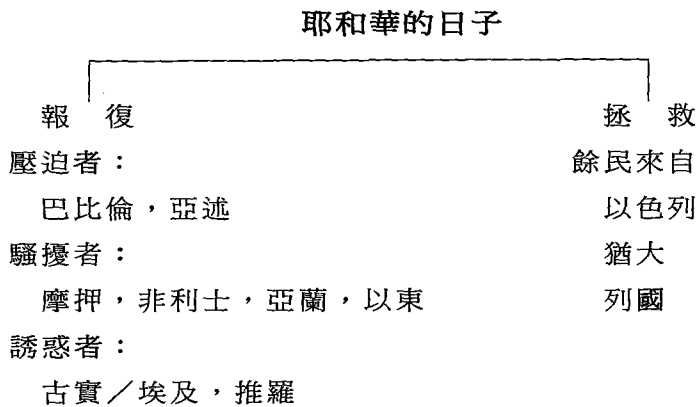 耶和華的日子
報復
壓迫者：
巴比倫，亞述
騷擾者：
摩押，非利士，亞蘭，以東
誘惑者：
古實／埃及，推羅
拯救
餘民來自
以色列
猶大
列國